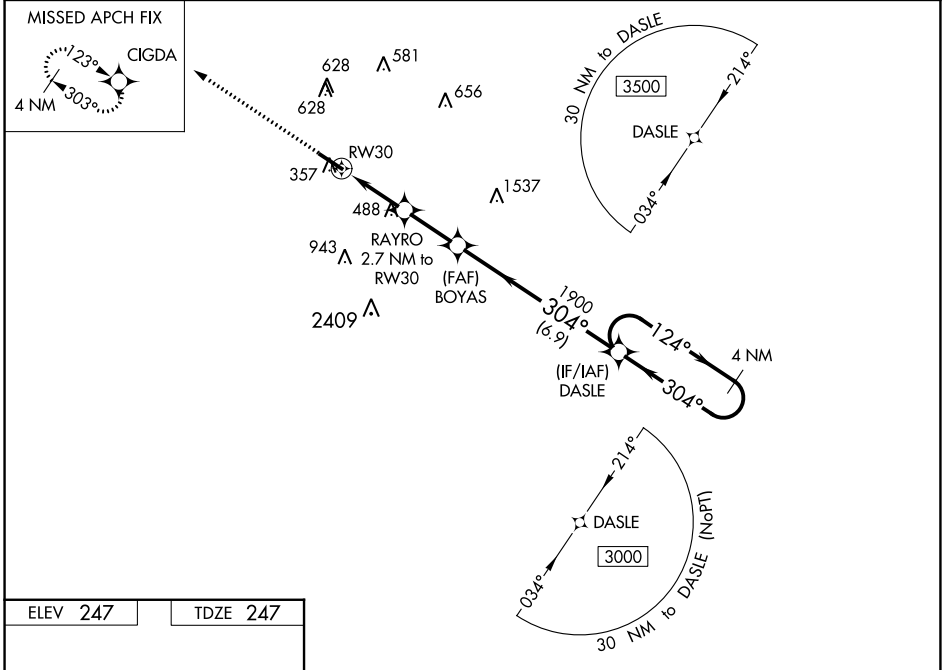 MISSED APCH FIX
CIGDA
123°
303°
4 NM
628
628
581
656
RW30
357
1537
488
RAYRO
2.7 NM to
RW30
943
2409
(FAF)
BOYAS
1900
304°
(6.9)
(IF/IAF)
DASLE
124°
304°
4 NM
30 NM to DASLE
3500
214°
DASLE
034°
214°
DASLE
3000
034°
30 NM to DASLE (NoPT)
ELEV 247
TDZE 247